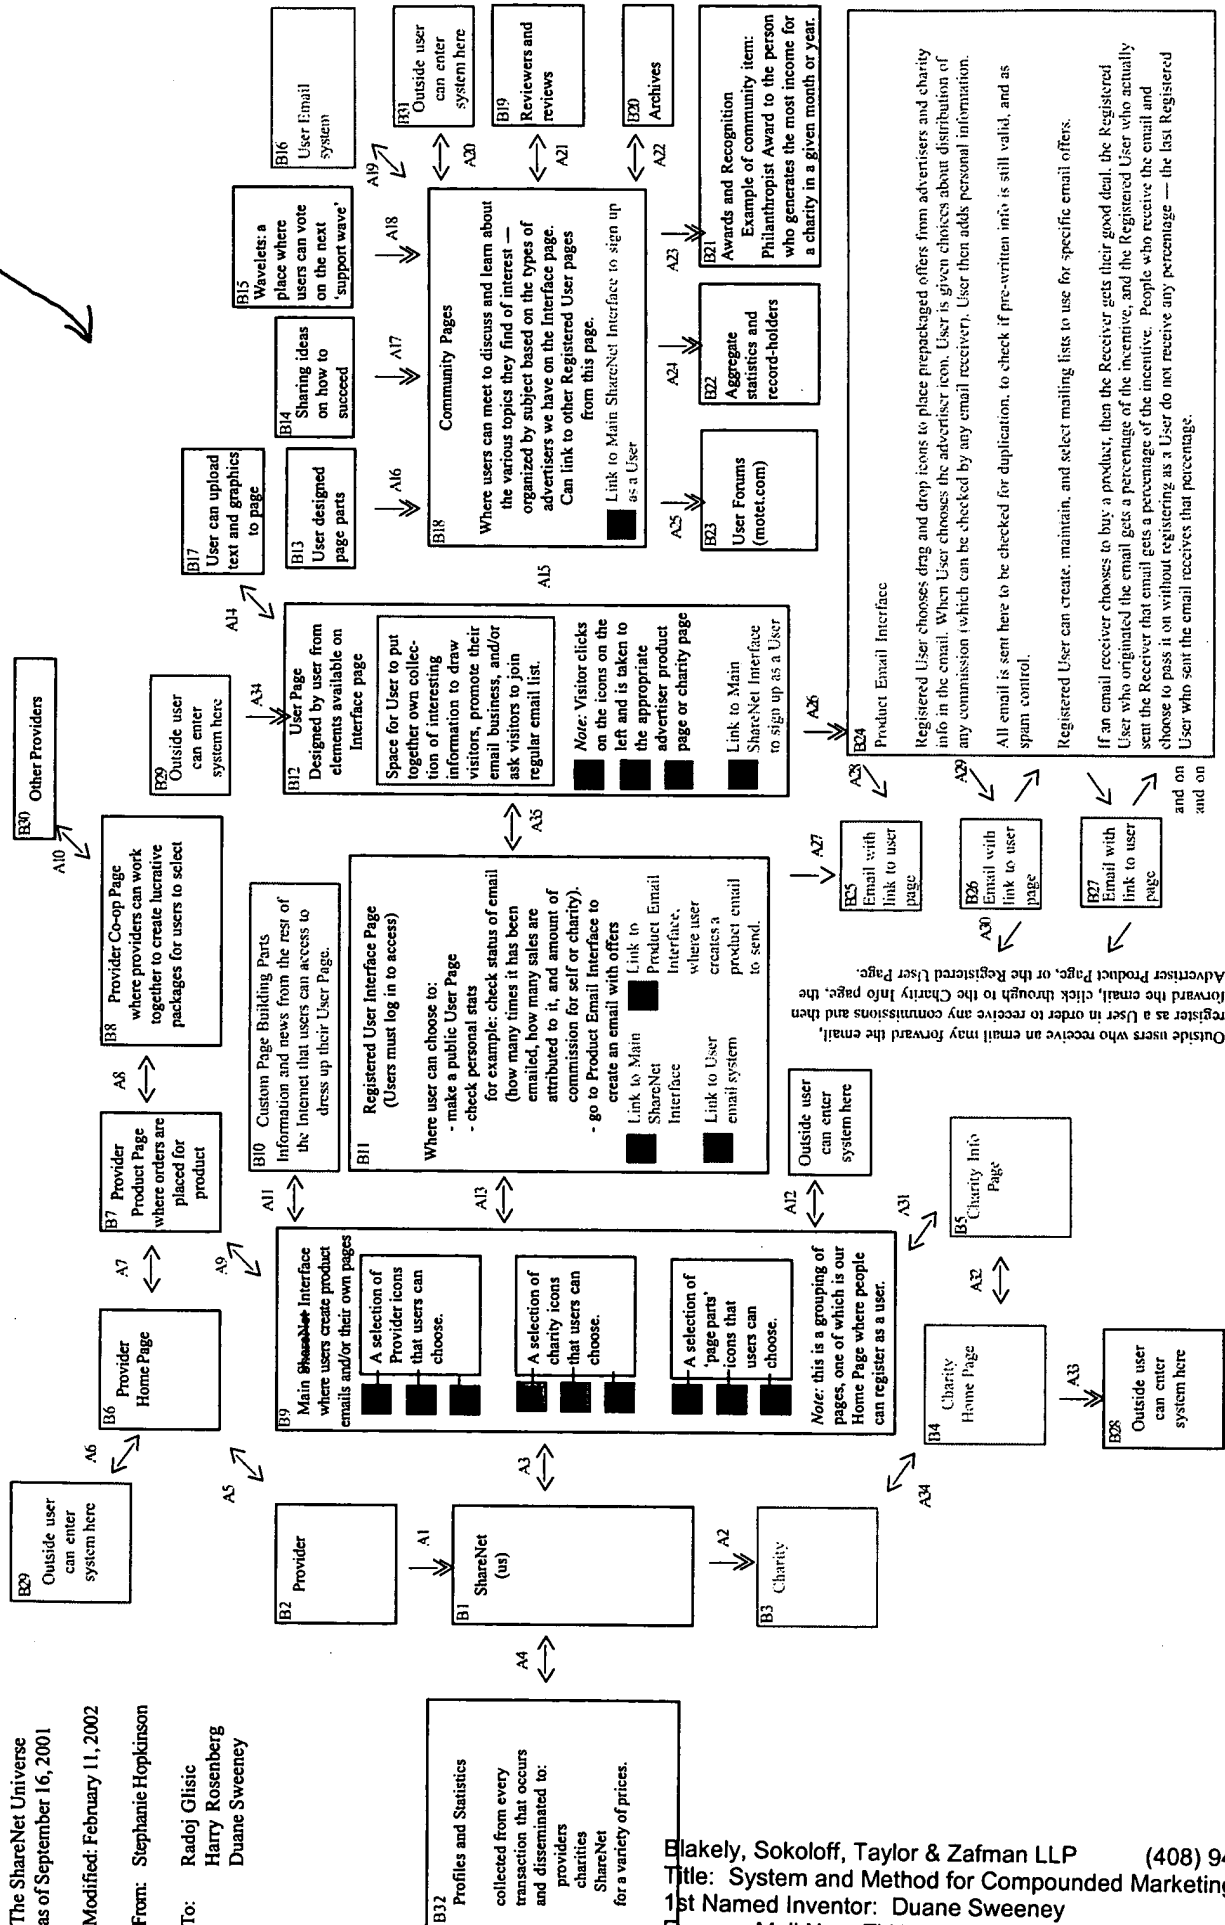 The ShareNet Universe
as of September 16, 2001
Modified: February 11, 2002
From: Stephanie Hopkinson
To: Radoj Glisic
Harry Rosenberg
Duane Sweeney
B29
Outside user
can enter
system here
A6
B6
Provider
Home Page
A7
B7
Provider
Product Page
where orders are
placed for
product
A8
B8
Provider Co-op Page
where providers can work
together to create lucrative
packages for users to select
A10
B30
Other Providers
A5
A9
B2
Provider
A1
B1
ShareNet
(us)
A2
B3
Charity
A4
B32
Profiles and Statistics
collected from every
transaction that occurs
and disseminated to:
providers
charities
ShareNet
for a variety of prices.
A3
B9
Main ShareNet Interface
where users create product
emails and/or their own pages
A selection of
Provider icons
that users can
choose.
A selection of
charity icons
that users can
choose.
A selection of
'page parts'
icons that
users can
choose.
Note: this is a grouping of
pages, one of which is our
Home Page where people
can register as a user.
A34
B4
Charity
Home Page
A33
B28
Outside user
can enter
system here
A32
B5
Charity Info
Page
A31
A12
Outside user
can enter
system here
A11
B10
Custom Page Building Parts
Information and news from the rest of
the Internet that users can access to
dress up their User Page.
A13
B11
Registered User Interface Page
(Users must log in to access)
Where user can choose to:
- make a public User Page
- check personal stats
for example: check status of email
(how many times it has been
emailed, how many sales are
attributed to it, and amount of
commission for self or charity).
- go to Product Email Interface to
create an email with offers
Link to Main
ShareNet
Interface
Link to
Product Email
Interface,
where user
creates a
product email
to send.
Link to User
email system
A35
B29
Outside user
can enter
system here
A34
B12
User Page
Designed by user from
elements available on
Interface page
Space for User to put
together own collec-
tion of interesting
information to draw
visitors, promote their
email business, and/or
ask visitors to join
regular email list.
Note: Visitor clicks
on the icons on the
left and is taken to
the appropriate
advertiser product
page or charity page
Link to Main
ShareNet Interface
to sign up as a User
A14
B17
User can upload
text and graphics
to page
A15
B13
User designed
page parts
A16
B14
Sharing ideas
on how to
succeed
A17
B15
Wavelets: a
place where
users can vote
on the next
'support wave'
A18
A19
B16
User Email
system
B18
Community Pages
Where users can meet to discuss and learn about
the various topics they find of interest —
organized by subject based on the types of
advertisers we have on the Interface page.
Can link to other Registered User pages
from this page.
Link to Main ShareNet Interface to sign up
as a User
A20
B31
Outside user
can enter
system here
A21
B19
Reviewers and
reviews
A22
B20
Archives
A25
B23
User Forums
(motet.com)
A24
B22
Aggregate
statistics and
record-holders
A23
B21
Awards and Recognition
Example of community item:
Philanthropist Award to the person
who generates the most income for
a charity in a given month or year.
A26
B24
Product Email Interface
Registered User chooses drag and drop icons to place prepackaged offers from advertisers and charity
info in the email. When User chooses the advertiser icon, User is given choices about distribution of
any commission (which can be checked by any email receiver). User then adds personal information.
All email is sent here to be checked for duplication, to check if pre-written info is still valid, and as
spam control.
Registered User can create, maintain, and select mailing lists to use for specific email offers.
If an email receiver chooses to buy a product, then the Receiver gets their good deal, the Registered
User who originated the email gets a percentage of the incentive, and the Registered User who actually
sent the Receiver that email gets a percentage of the incentive. People who receive the email and
choose to pass it on without registering as a User do not receive any percentage — the last Registered
User who sent the email receives that percentage.
A27
A28
B25
Email with
link to user
page
A29
B26
Email with
link to user
page
A30
B27
Email with
link to user
page
and on
and on
Outside users who receive an email may forward the email,
register as a User in order to receive any commissions and then
forward the email, click through to the Charity Info page, the
Advertiser Product Page, or the Registered User Page.
Blakely, Sokoloff, Taylor & Zafman LLP (408) 94
Title: System and Method for Compounded Marketing
1st Named Inventor: Duane Sweeney